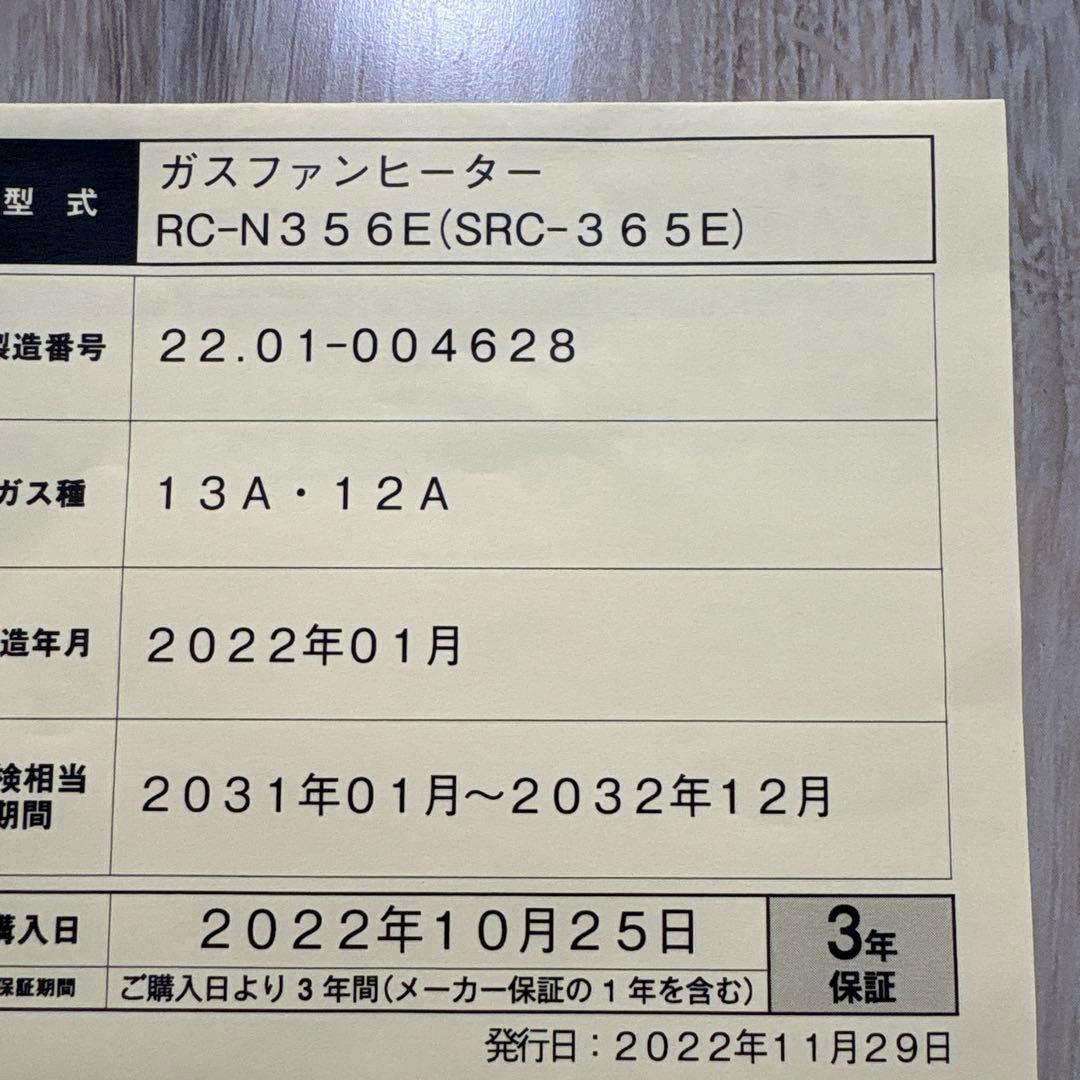 型 式
ガスファンヒーター
RC-N356E(SRC-365E)
製造番号
22.01-004628
ガス種
13A・12A
造年月
2022年01月
検相当
期間
2031年01月～2032年12月
購入日
2022年10月25日
3年
保証
保証期間
ご購入日より3年間(メーカー保証の1年を含む)
発行日：2022年11月29日